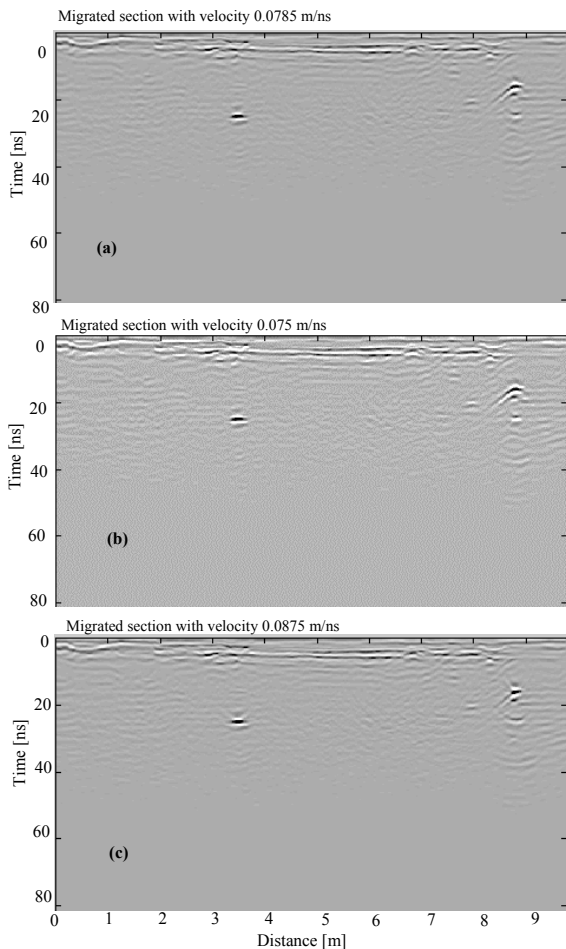 Migrated section with velocity 0.0785 m/ns
0
20
40
60
80
Time [ns]
(a)
Migrated section with velocity 0.075 m/ns
0
20
40
60
80
Time [ns]
(b)
Migrated section with velocity 0.0875 m/ns
0
20
40
60
80
Time [ns]
(c)
0 1 2 3 4 5 6 7 8 9
Distance [m]